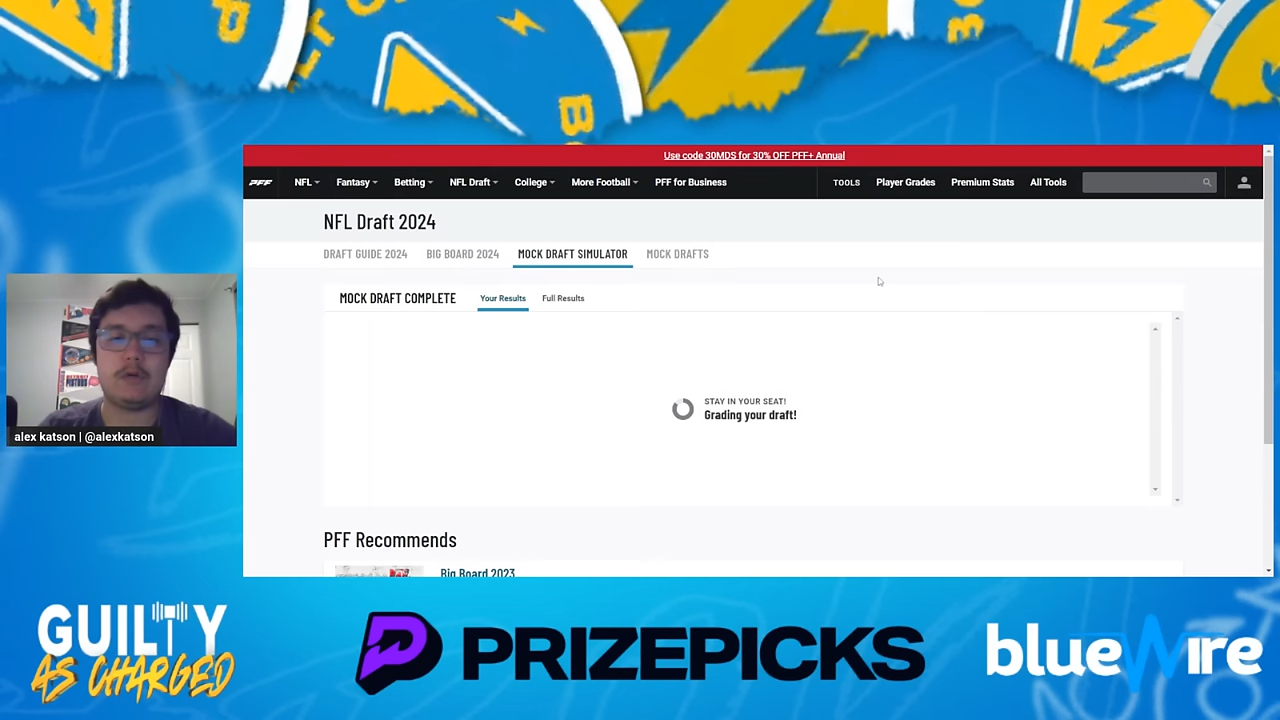 Use code 30MDS for 30% OFF PFF+ Annual
PFF
NFL
Fantasy
Betting
NFL Draft
College
More Football
PFF for Business
TOOLS
Player Grades
Premium Stats
All Tools
NFL Draft 2024
DRAFT GUIDE 2024
BIG BOARD 2024
MOCK DRAFT SIMULATOR
MOCK DRAFTS
MOCK DRAFT COMPLETE
Your Results
Full Results
STAY IN YOUR SEAT!
Grading your draft!
PFF Recommends
Big Board 2023
alex katson | @alexkatson
GUILTY
AS CHARGED
PRIZEPICKS
blueWire